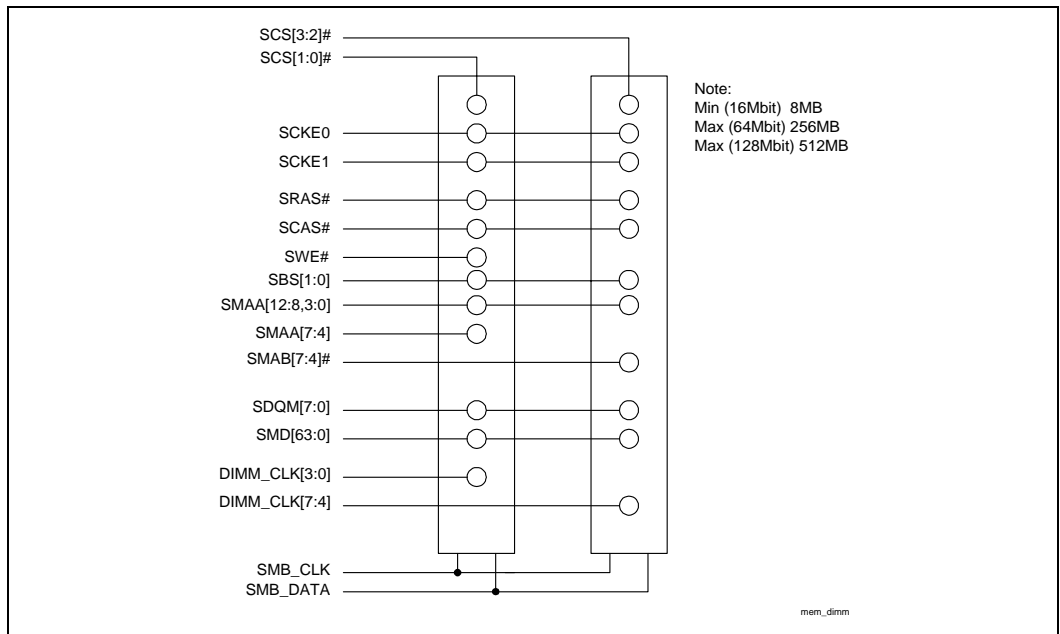 SCS[3:2]#
SCS[1:0]#
Note:
Min (16Mbit)  8MB
Max (64Mbit) 256MB
Max (128Mbit) 512MB
SCKE0
SCKE1
SRAS#
SCAS#
SWE#
SBS[1:0]
SMAA[12:8,3:0]
SMAA[7:4]
SMAB[7:4]#
SDQM[7:0]
SMD[63:0]
DIMM_CLK[3:0]
DIMM_CLK[7:4]
SMB_CLK
SMB_DATA
mem_dimm